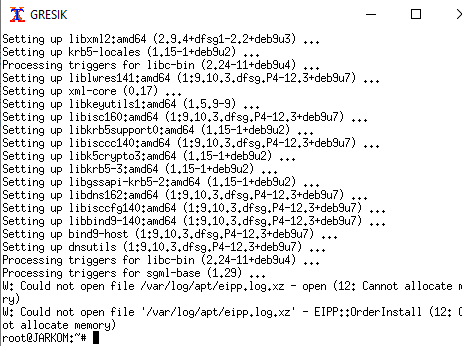 GRESIK
Setting up libxml2:amd64 (2.9.4+dfsg1-2.2+deb9u3) ...
Setting up krb5-locales (1.15-1+deb9u2) ...
Processing triggers for libc-bin (2.24-11+deb9u4) ...
Setting up liblwres141:amd64 (1:9.10.3.dfsg.P4-12.3+deb9u7) ...
Setting up xml-core (0.17) ...
Setting up libkeyutils1:amd64 (1.5.9-9) ...
Setting up libisc160:amd64 (1:9.10.3.dfsg.P4-12.3+deb9u7) ...
Setting up libkrb5support0:amd64 (1.15-1+deb9u2) ...
Setting up libisccc140:amd64 (1:9.10.3.dfsg.P4-12.3+deb9u7) ...
Setting up libk5crypto3:amd64 (1.15-1+deb9u2) ...
Setting up libkrb5-3:amd64 (1.15-1+deb9u2) ...
Setting up libgssapi-krb5-2:amd64 (1.15-1+deb9u2) ...
Setting up libdns162:amd64 (1:9.10.3.dfsg.P4-12.3+deb9u7) ...
Setting up libisccfg140:amd64 (1:9.10.3.dfsg.P4-12.3+deb9u7) ...
Setting up libbind9-140:amd64 (1:9.10.3.dfsg.P4-12.3+deb9u7) ...
Setting up bind9-host (1:9.10.3.dfsg.P4-12.3+deb9u7) ...
Setting up dnsutils (1:9.10.3.dfsg.P4-12.3+deb9u7) ...
Processing triggers for libc-bin (2.24-11+deb9u4) ...
Processing triggers for sgml-base (1.29) ...
W: Could not open file /var/log/apt/eipp.log.xz - open (12: Cannot allocate m
ry)
W: Could not open file '/var/log/apt/eipp.log.xz' - EIPP::OrderInstall (12: C
ot allocate memory)
root@JARKOM:~#